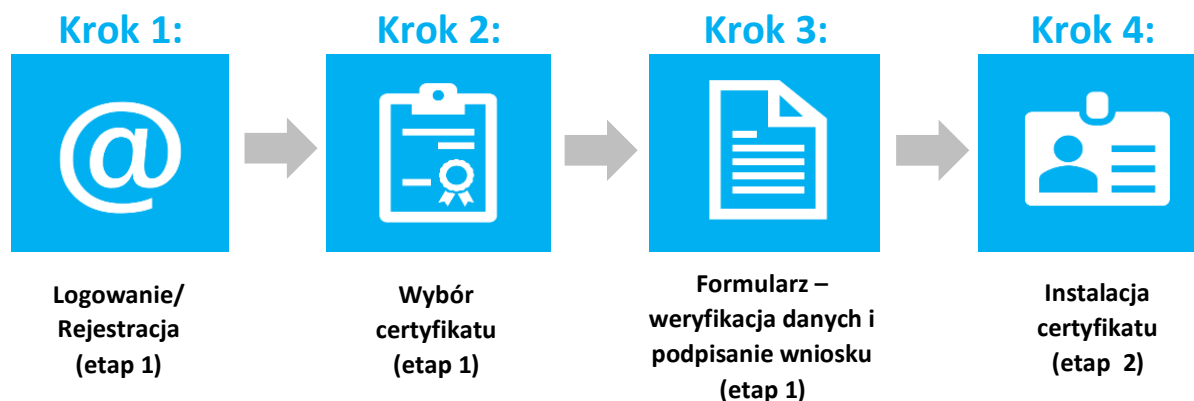 Krok 1:
Krok 2:
Krok 3:
Krok 4:
@
Logowanie/
Rejestracja
(etap 1)
Wybór
certyfikatu
(etap 1)
Formularz –
weryfikacja danych i
podpisanie wniosku
(etap 1)
Instalacja
certyfikatu
(etap 2)